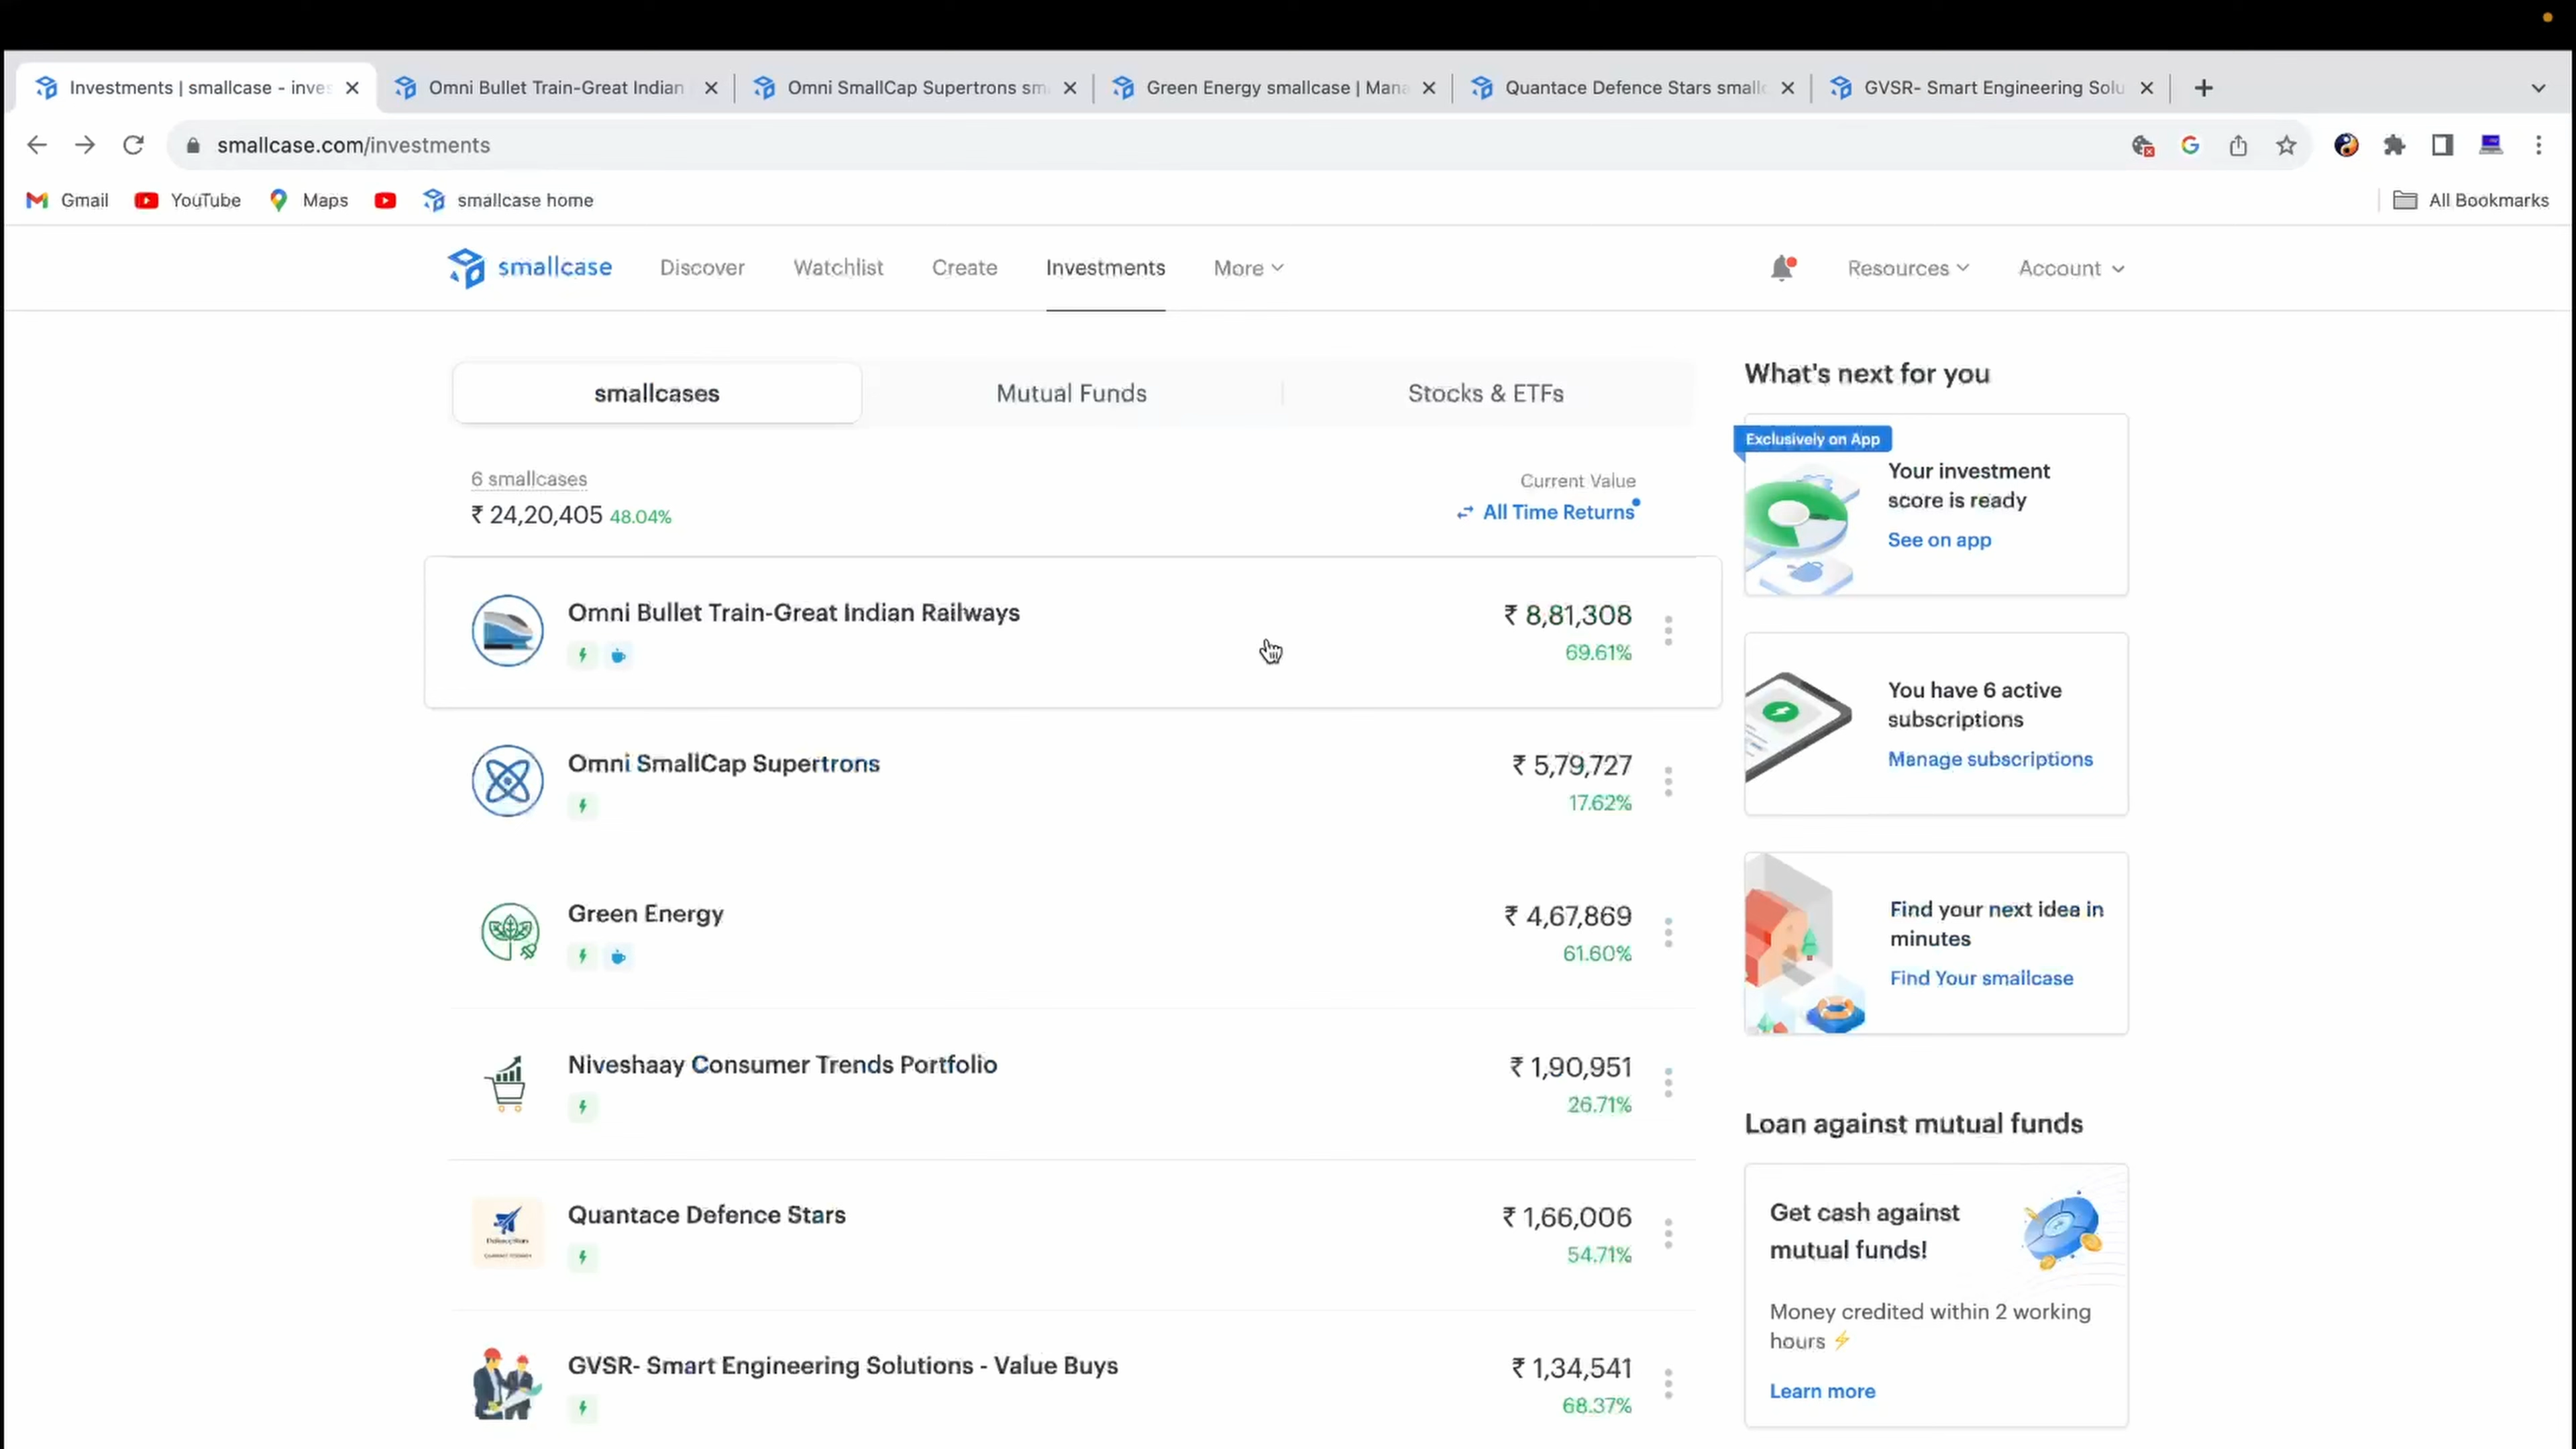 Investments | smallcase - inves
Omni Bullet Train-Great Indian
Omni SmallCap Supertrons sm
Green Energy smallcase | Mana
Quantace Defence Stars smallc
GVSR- Smart Engineering Solu
smallcase.com/investments
Gmail
YouTube
Maps
smallcase home
All Bookmarks
smallcase
Discover
Watchlist
Create
Investments
More
Resources
Account
smallcases
Mutual Funds
Stocks & ETFs
6 smallcases
₹ 24,20,405 48.04%
Current Value
All Time Returns
Omni Bullet Train-Great Indian Railways
₹ 8,81,308
69.61%
Omni SmallCap Supertrons
₹ 5,79,727
17.62%
Green Energy
₹ 4,67,869
61.60%
Niveshaay Consumer Trends Portfolio
₹ 1,90,951
26.71%
Quantace Defence Stars
₹ 1,66,006
54.71%
GVSR- Smart Engineering Solutions - Value Buys
₹ 1,34,541
68.37%
What's next for you
Exclusively on App
Your investment
score is ready
See on app
You have 6 active
subscriptions
Manage subscriptions
Find your next idea in
minutes
Find Your smallcase
Loan against mutual funds
Get cash against
mutual funds!
Money credited within 2 working
hours ⚡
Learn more